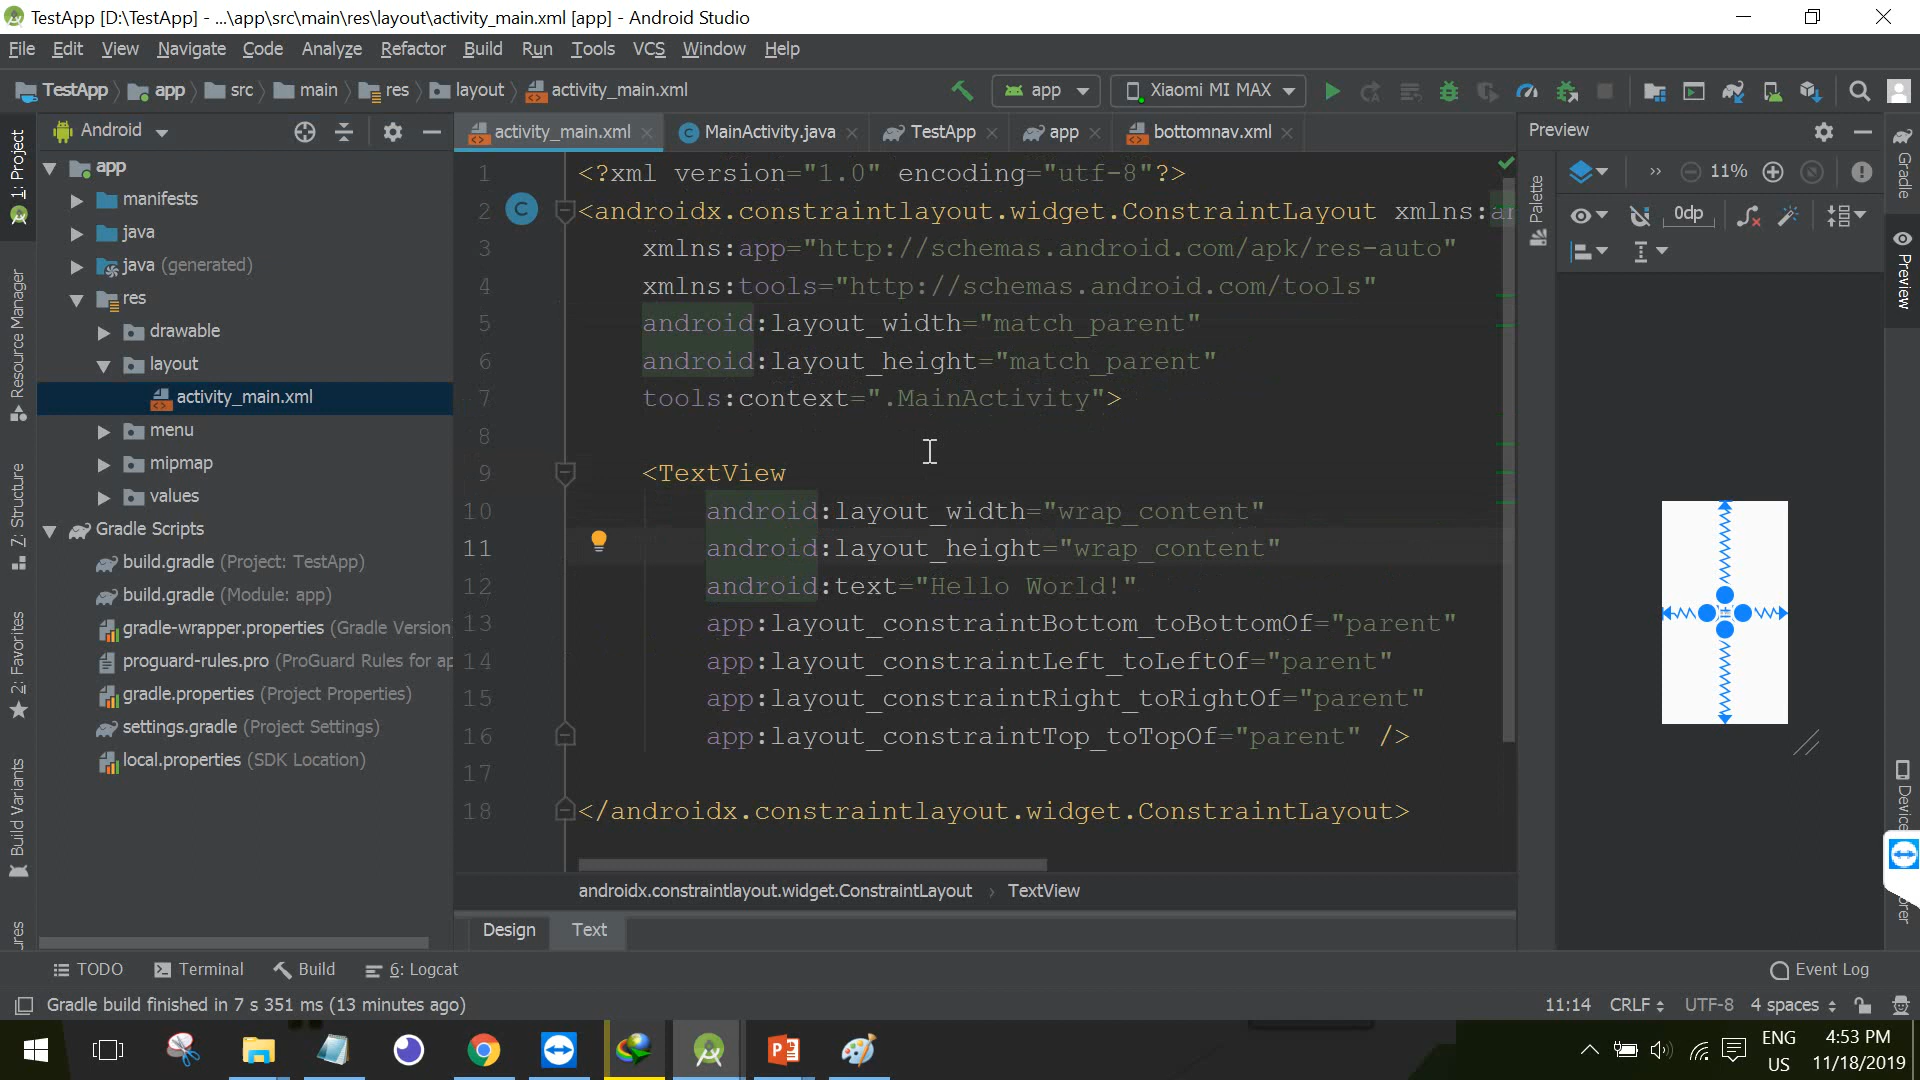 TestApp [D:\TestApp] - ...\app\src\main\res\layout\activity_main.xml [app] - Android Studio
File Edit View Navigate Code Analyze Refactor Build Run Tools VCS Window Help
TestApp app src main res layout activity_main.xml app Xiaomi MI MAX
Android
activity_main.xml MainActivity.java TestApp app bottomnav.xml
Preview
1: Project
Resource Manager
Z: Structure
2: Favorites
Build Variants
app
manifests
java
java (generated)
res
drawable
layout
activity_main.xml
menu
mipmap
values
Gradle Scripts
build.gradle (Project: TestApp)
build.gradle (Module: app)
gradle-wrapper.properties (Gradle Version
proguard-rules.pro (ProGuard Rules for ap
gradle.properties (Project Properties)
settings.gradle (Project Settings)
local.properties (SDK Location)
1 <?xml version="1.0" encoding="utf-8"?>
2 C <androidx.constraintlayout.widget.ConstraintLayout xmlns:an
3 xmlns:app="http://schemas.android.com/apk/res-auto"
4 xmlns:tools="http://schemas.android.com/tools"
5 android:layout_width="match_parent"
6 android:layout_height="match_parent"
7 tools:context=".MainActivity">
8
9 <TextView
10 android:layout_width="wrap_content"
11 android:layout_height="wrap_content"
12 android:text="Hello World!"
13 app:layout_constraintBottom_toBottomOf="parent"
14 app:layout_constraintLeft_toLeftOf="parent"
15 app:layout_constraintRight_toRightOf="parent"
16 app:layout_constraintTop_toTopOf="parent" />
17
18 </androidx.constraintlayout.widget.ConstraintLayout>
androidx.constraintlayout.widget.ConstraintLayout › TextView
Design Text
Palette
» 11%
0dp
Gradle
Preview
TODO Terminal Build 6: Logcat Event Log
Gradle build finished in 7 s 351 ms (13 minutes ago) 11:14 CRLF UTF-8 4 spaces
ENG
US
4:53 PM
11/18/2019